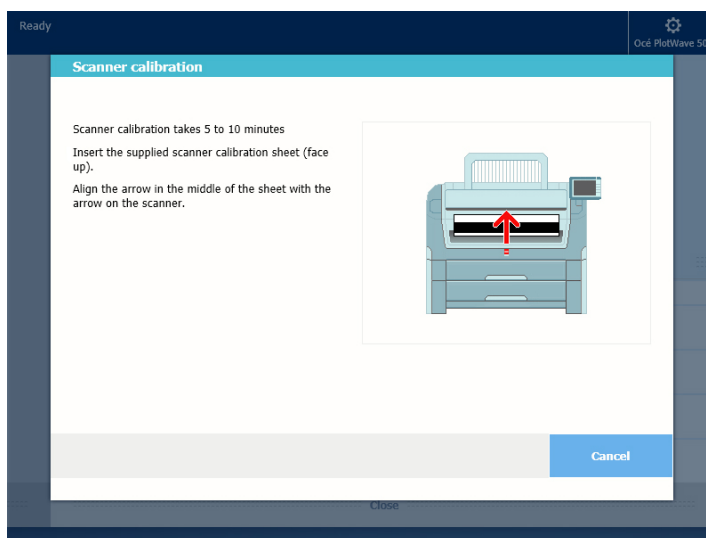 Ready
Océ PlotWave 50
Scanner calibration
Scanner calibration takes 5 to 10 minutes
Insert the supplied scanner calibration sheet (face
up).
Align the arrow in the middle of the sheet with the
arrow on the scanner.
Cancel
Close